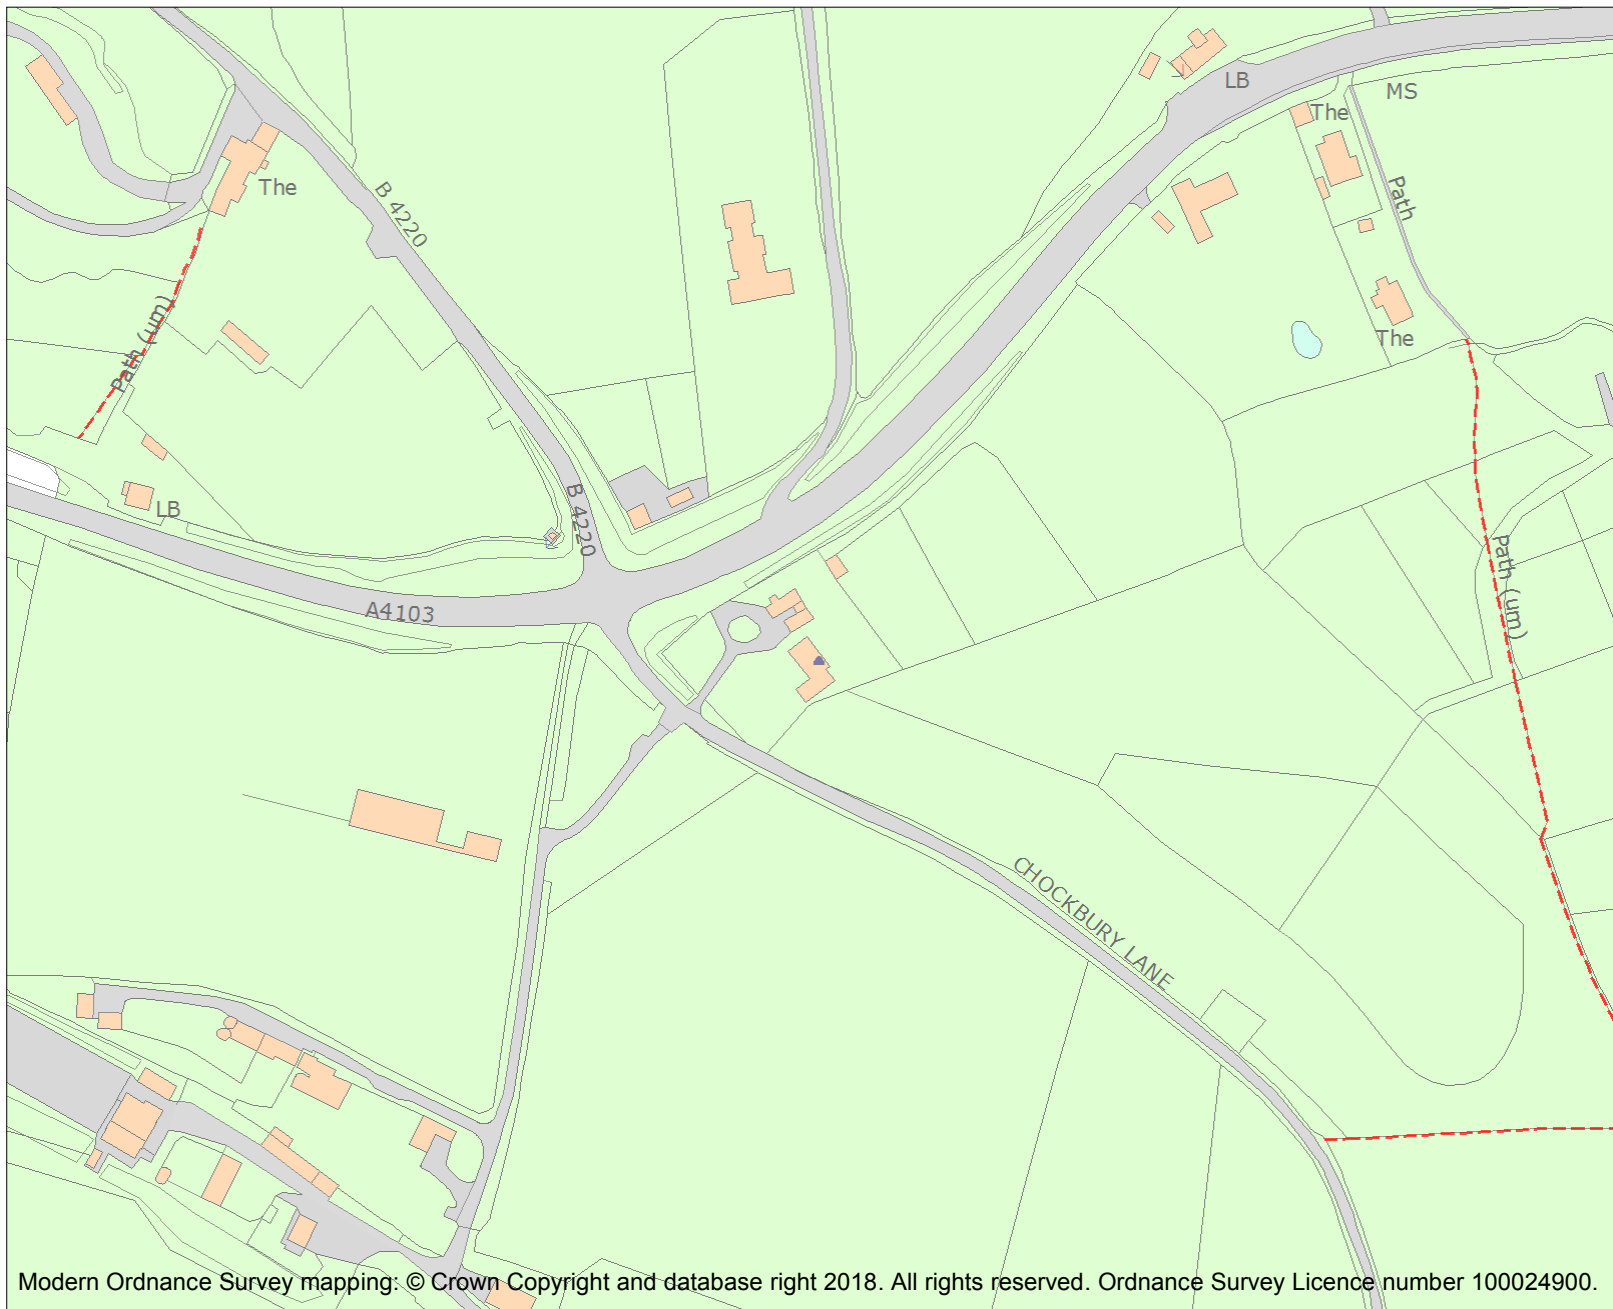 LB
MS
The
The
B 4220
Path
Path (um)
The
LB
B 4220
Path (um)
A4103
CHOCKBURY LANE
Modern Ordnance Survey mapping: © Crown Copyright and database right 2018. All rights reserved. Ordnance Survey Licence number 100024900.